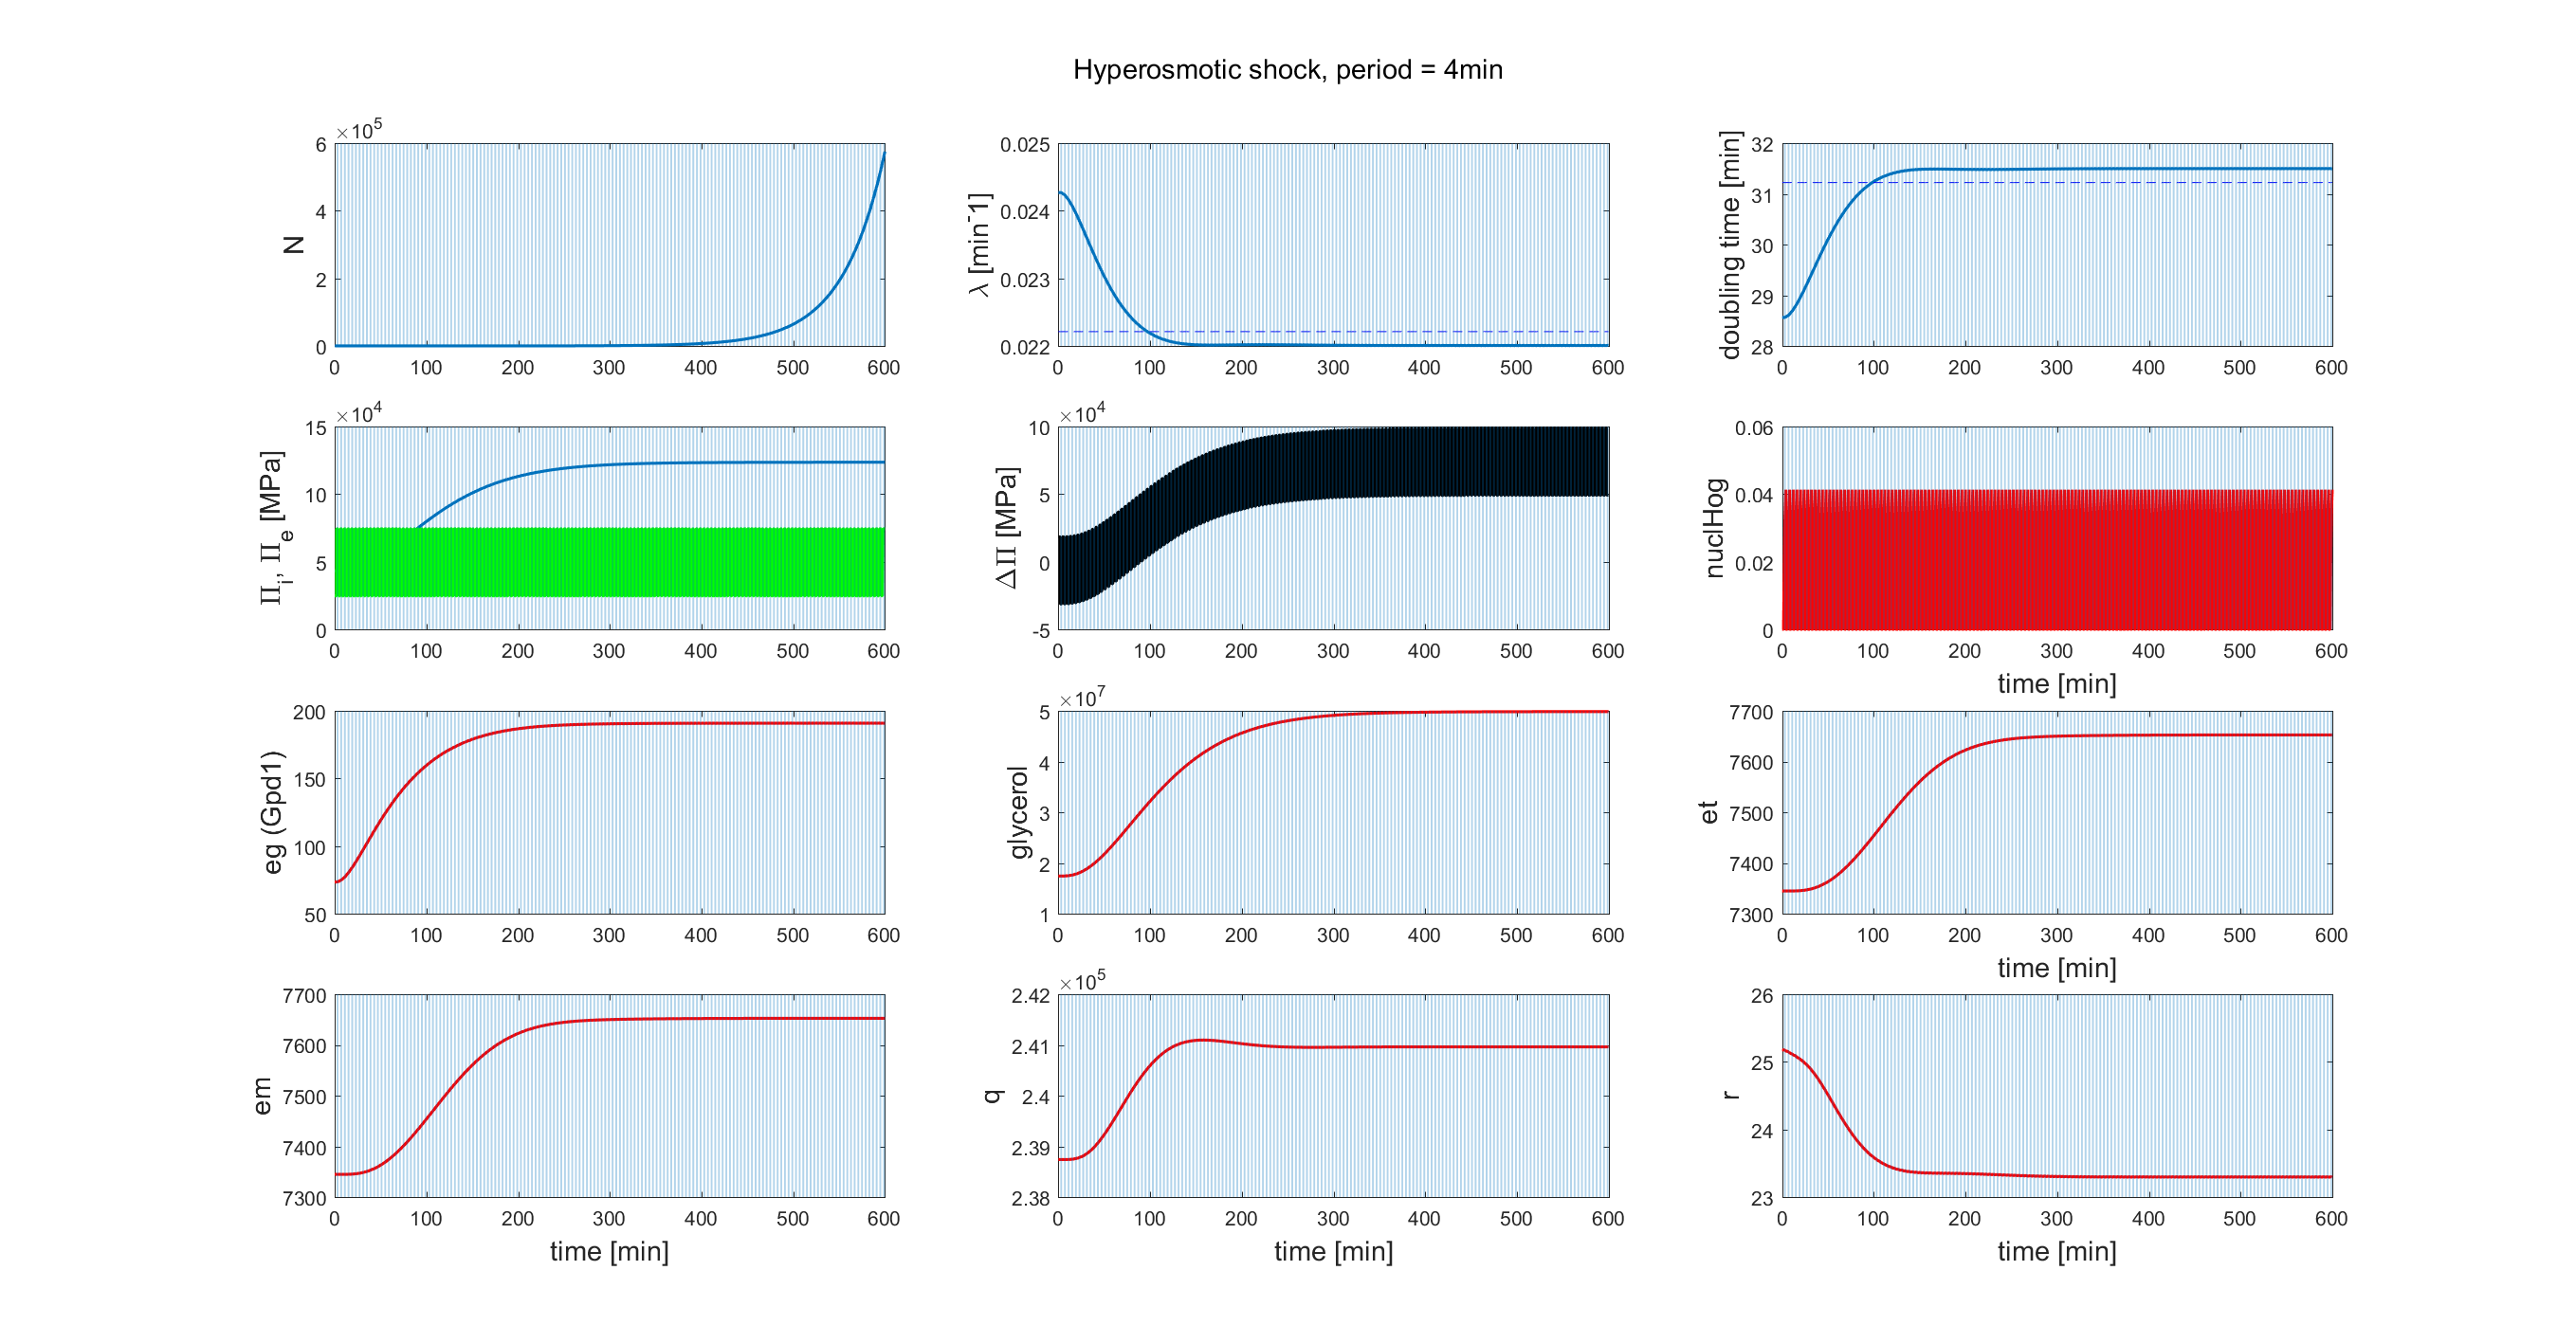 Hyperosmotic shock, period = 4min
×10^5
6
4
2
0
N
0 100 200 300 400 500 600
0.025
0.024
0.023
0.022
λ [min^-1]
0 100 200 300 400 500 600
32
31
30
29
28
doubling time [min]
0 100 200 300 400 500 600
×10^4
15
10
5
0
Π_i, Π_e [MPa]
0 100 200 300 400 500 600
×10^4
10
5
0
-5
ΔΠ [MPa]
0 100 200 300 400 500 600
0.06
0.04
0.02
0
nuclHog
0 100 200 300 400 500 600
time [min]
200
150
100
50
eg (Gpd1)
0 100 200 300 400 500 600
×10^7
5
4
3
2
1
glycerol
0 100 200 300 400 500 600
7700
7600
7500
7400
7300
et
0 100 200 300 400 500 600
time [min]
7700
7600
7500
7400
7300
em
0 100 200 300 400 500 600
time [min]
×10^5
2.42
2.41
2.4
2.39
2.38
q
0 100 200 300 400 500 600
time [min]
26
25
24
23
r
0 100 200 300 400 500 600
time [min]